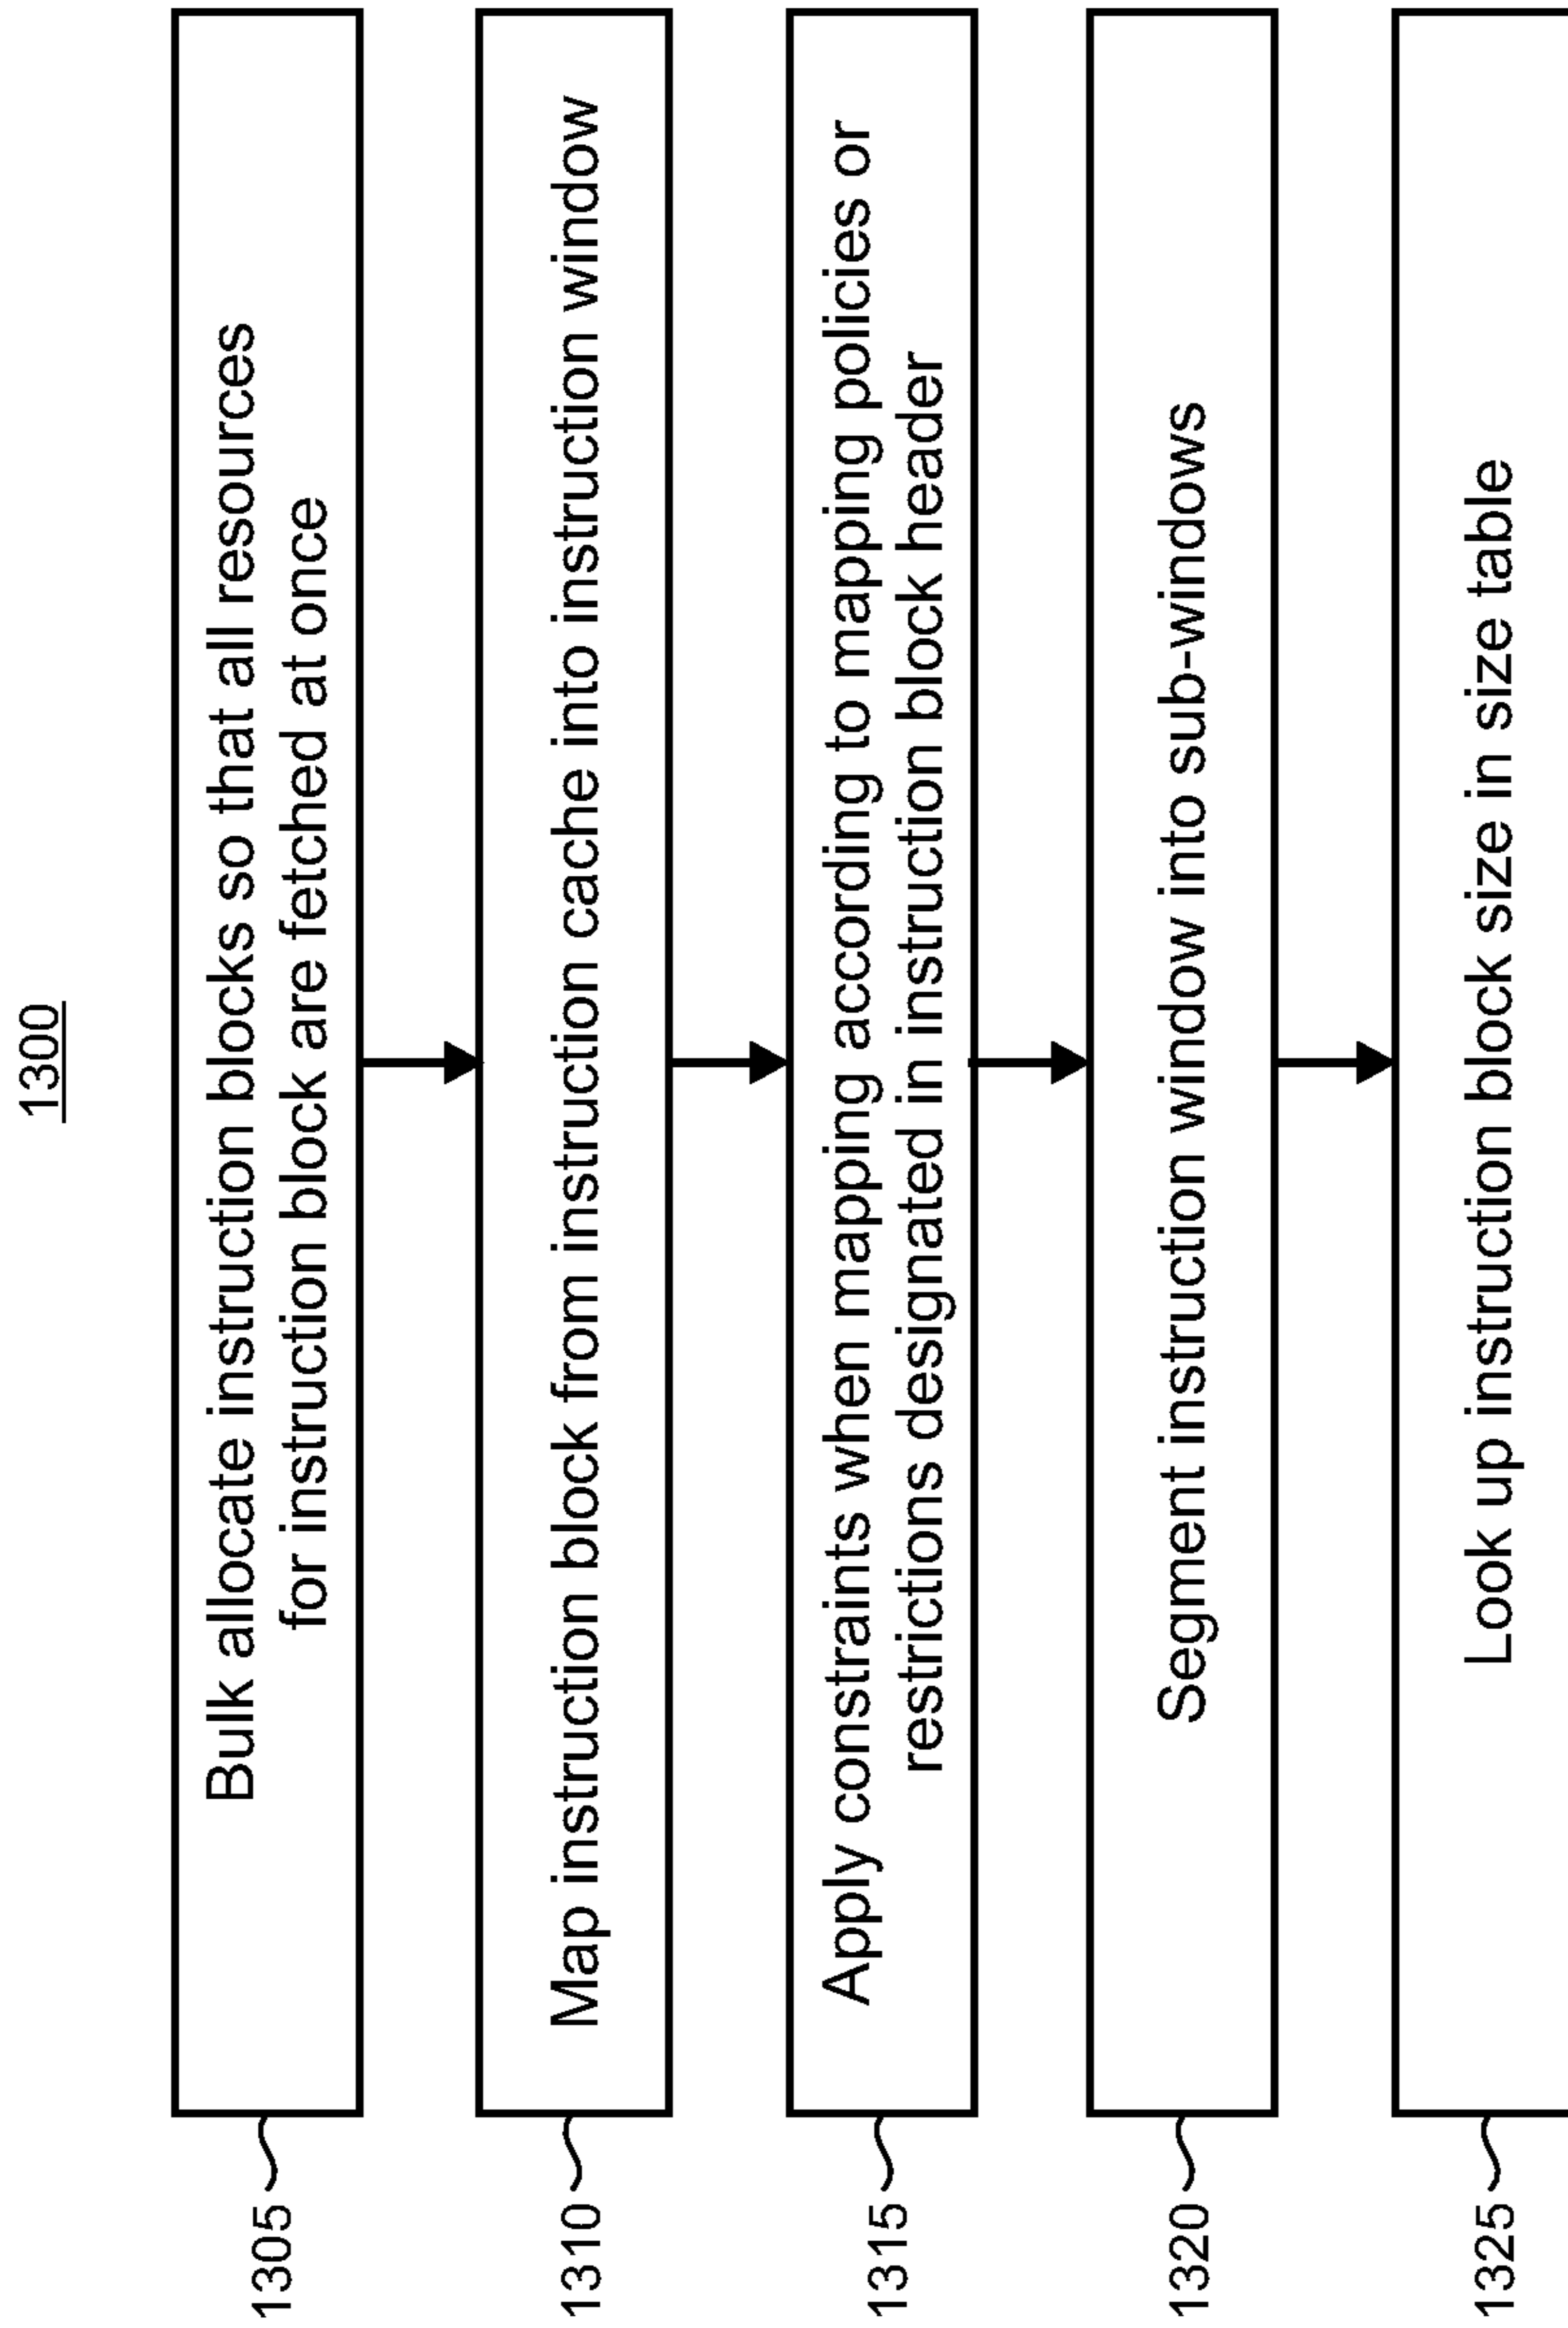 1300
1305
Bulk allocate instruction blocks so that all resources
for instruction block are fetched at once
1310
Map instruction block from instruction cache into instruction window
1315
Apply constraints when mapping according to mapping policies or
restrictions designated in instruction block header
1320
Segment instruction window into sub-windows
1325
Look up instruction block size in size table